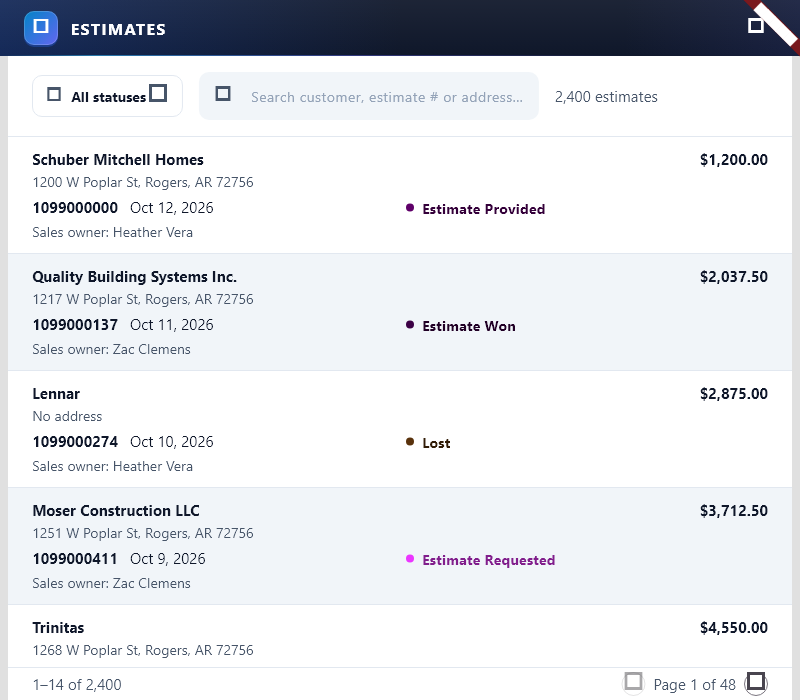 ESTIMATES
All statuses
Search customer, estimate # or address...
2,400 estimates
Schuber Mitchell Homes
$1,200.00
1200 W Poplar St, Rogers, AR 72756
1099000000 Oct 12, 2026
Estimate Provided
Sales owner: Heather Vera
Quality Building Systems Inc.
$2,037.50
1217 W Poplar St, Rogers, AR 72756
1099000137 Oct 11, 2026
Estimate Won
Sales owner: Zac Clemens
Lennar
$2,875.00
No address
1099000274 Oct 10, 2026
Lost
Sales owner: Heather Vera
Moser Construction LLC
$3,712.50
1251 W Poplar St, Rogers, AR 72756
1099000411 Oct 9, 2026
Estimate Requested
Sales owner: Zac Clemens
Trinitas
$4,550.00
1268 W Poplar St, Rogers, AR 72756
1–14 of 2,400
Page 1 of 48